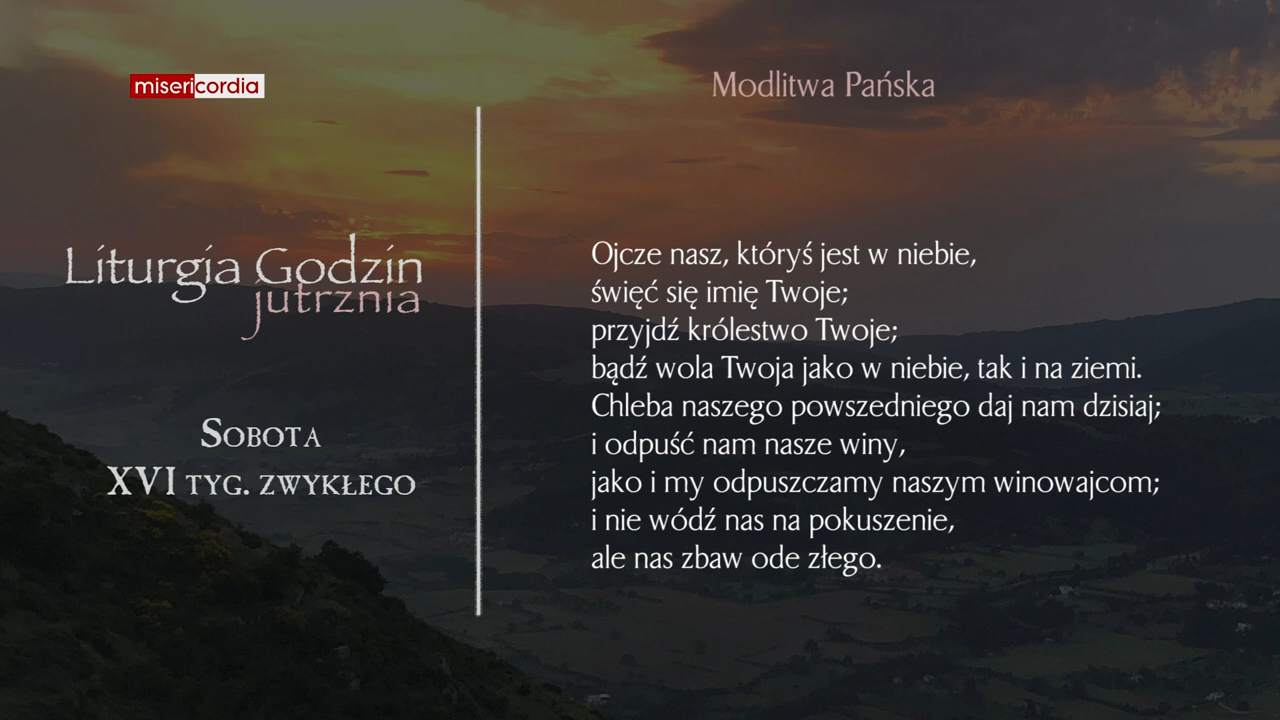 misericordia
Liturgia Godzin
jutrznia
Sobota
XVI tyg. zwykłego
Modlitwa Pańska
Ojcze nasz, któryś jest w niebie,
święć się imię Twoje;
przyjdź królestwo Twoje;
bądź wola Twoja jako w niebie, tak i na ziemi.
Chleba naszego powszedniego daj nam dzisiaj;
i odpuść nam nasze winy,
jako i my odpuszczamy naszym winowajcom;
i nie wódź nas na pokuszenie,
ale nas zbaw ode złego.